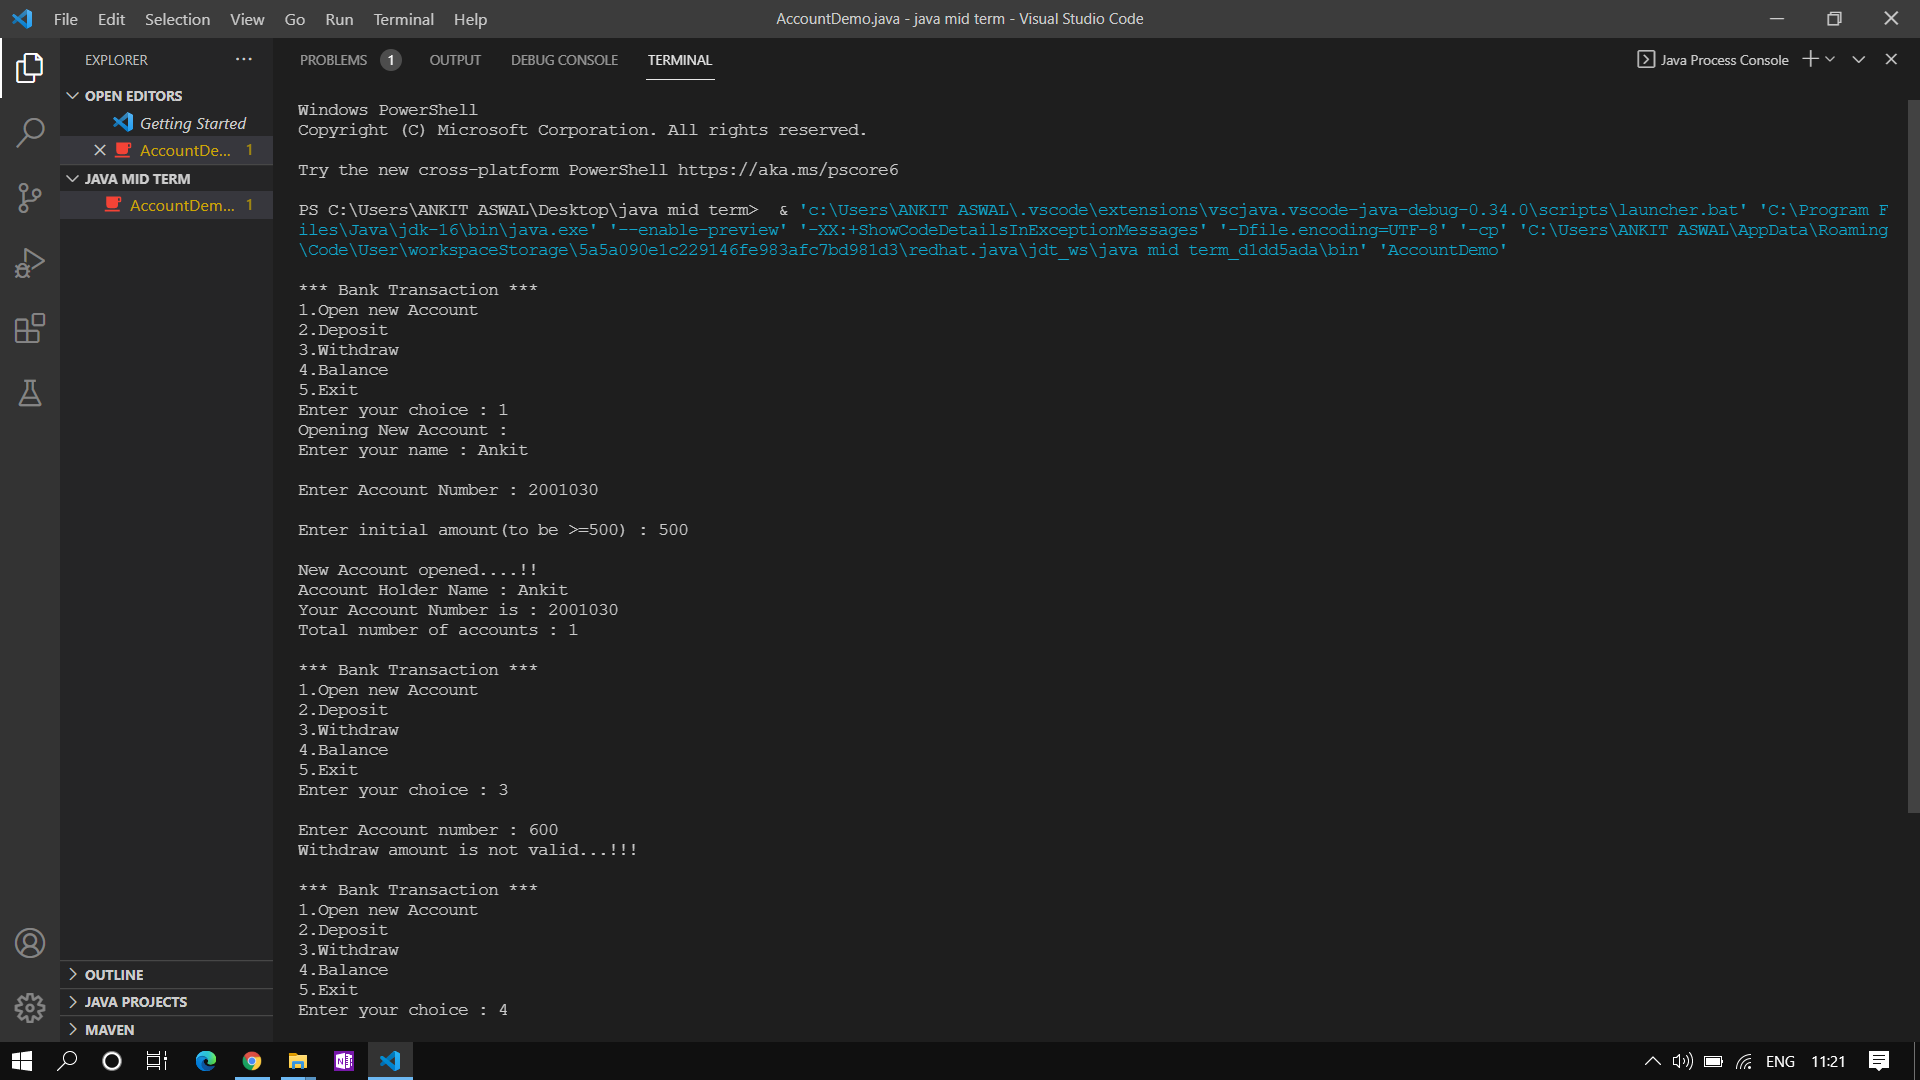 File Edit Selection View Go Run Terminal Help
AccountDemo.java - java mid term - Visual Studio Code
EXPLORER
OPEN EDITORS
Getting Started
AccountDe... 1
JAVA MID TERM
AccountDem... 1
OUTLINE
JAVA PROJECTS
MAVEN
PROBLEMS 1 OUTPUT DEBUG CONSOLE TERMINAL
Java Process Console
Windows PowerShell
Copyright (C) Microsoft Corporation. All rights reserved.
Try the new cross-platform PowerShell https://aka.ms/pscore6
PS C:\Users\ANKIT ASWAL\Desktop\java mid term>  & 'c:\Users\ANKIT ASWAL\.vscode\extensions\vscjava.vscode-java-debug-0.34.0\scripts\launcher.bat' 'C:\Program F
iles\Java\jdk-16\bin\java.exe' '--enable-preview' '-XX:+ShowCodeDetailsInExceptionMessages' '-Dfile.encoding=UTF-8' '-cp' 'C:\Users\ANKIT ASWAL\AppData\Roaming
\Code\User\workspaceStorage\5a5a090e1c229146fe983afc7bd981d3\redhat.java\jdt_ws\java mid term_d1dd5ada\bin' 'AccountDemo'
*** Bank Transaction ***
1.Open new Account
2.Deposit
3.Withdraw
4.Balance
5.Exit
Enter your choice : 1
Opening New Account :
Enter your name : Ankit
Enter Account Number : 2001030
Enter initial amount(to be >=500) : 500
New Account opened....!!
Account Holder Name : Ankit
Your Account Number is : 2001030
Total number of accounts : 1
*** Bank Transaction ***
1.Open new Account
2.Deposit
3.Withdraw
4.Balance
5.Exit
Enter your choice : 3
Enter Account number : 600
Withdraw amount is not valid...!!!
*** Bank Transaction ***
1.Open new Account
2.Deposit
3.Withdraw
4.Balance
5.Exit
Enter your choice : 4
ENG 11:21